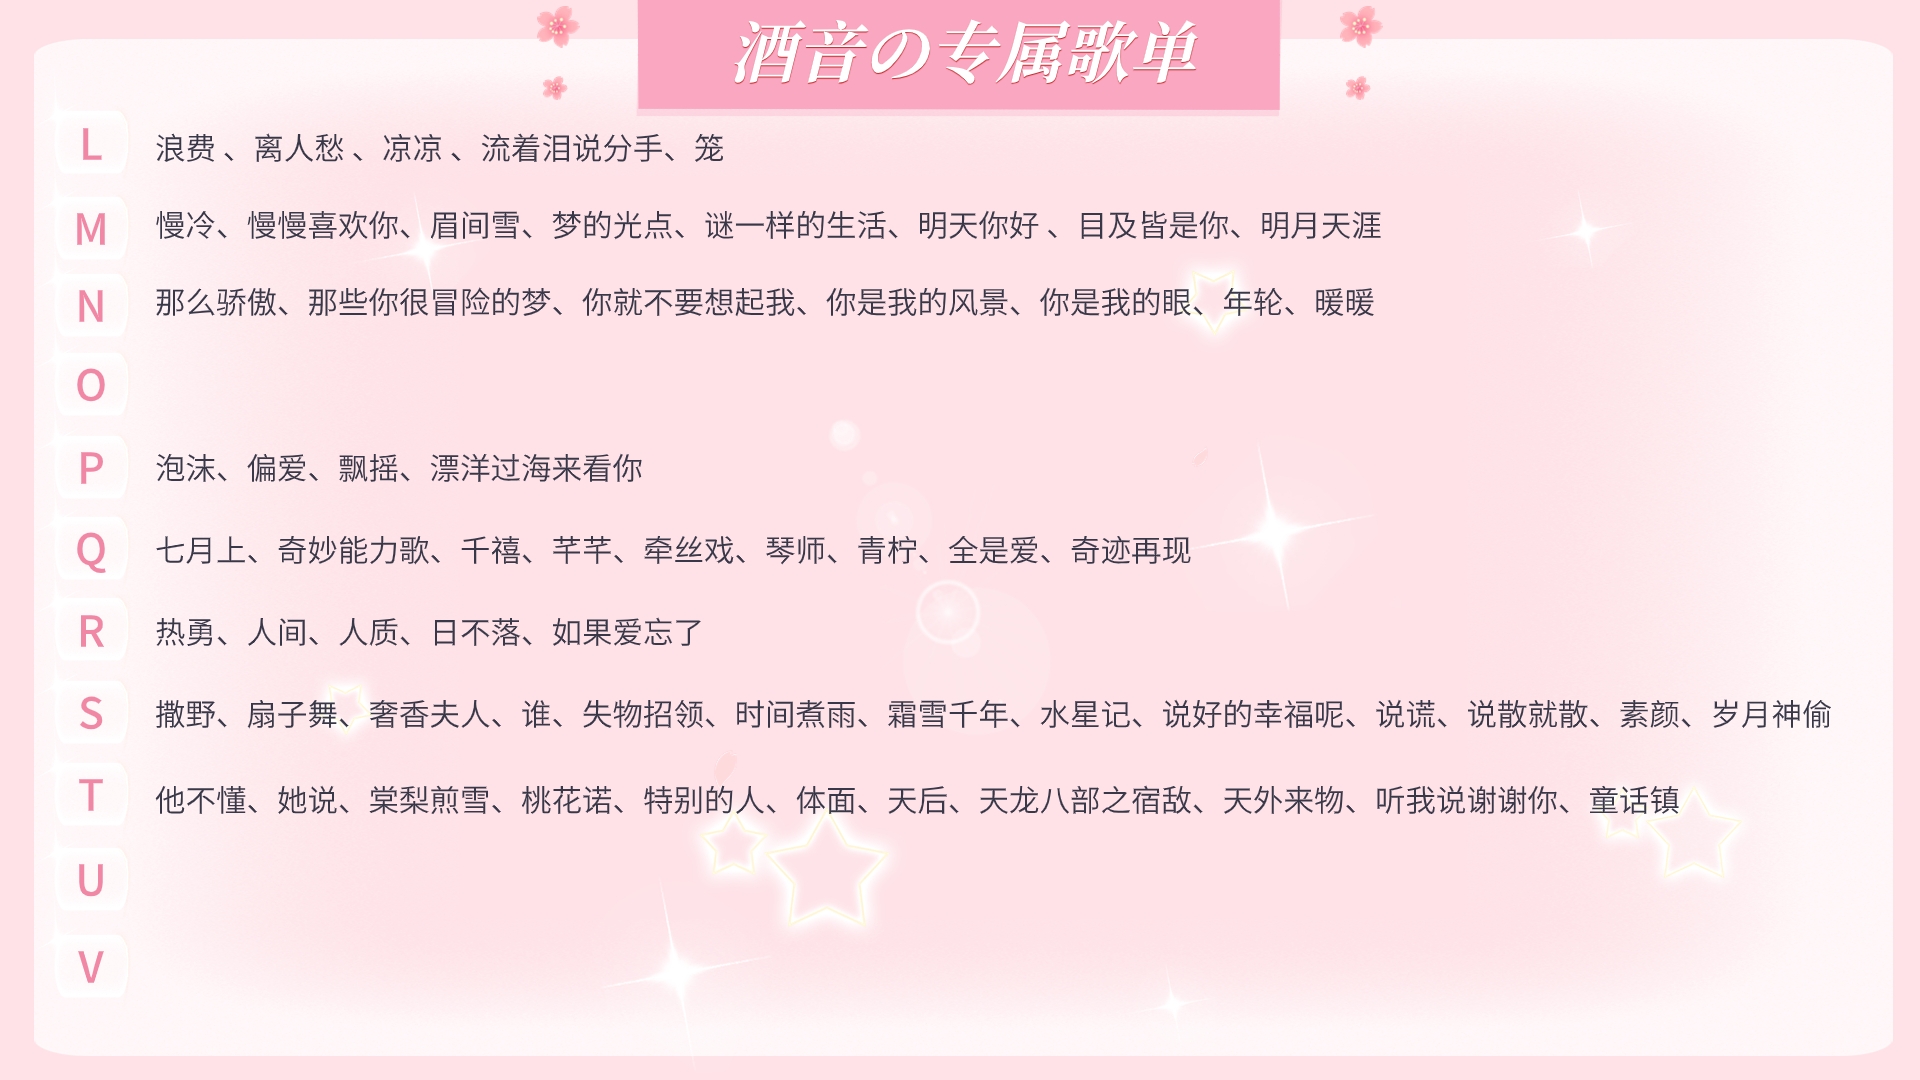 酒音の专属歌单
L 浪费 、离人愁 、凉凉 、流着泪说分手、笼
M 慢冷、慢慢喜欢你、眉间雪、梦的光点、谜一样的生活、明天你好 、目及皆是你、明月天涯
N 那么骄傲、那些你很冒险的梦、你就不要想起我、你是我的风景、你是我的眼、年轮、暖暖
O
P 泡沫、偏爱、飘摇、漂洋过海来看你
Q 七月上、奇妙能力歌、千禧、芊芊、牵丝戏、琴师、青柠、全是爱、奇迹再现
R 热勇、人间、人质、日不落、如果爱忘了
S 撒野、扇子舞、奢香夫人、谁、失物招领、时间煮雨、霜雪千年、水星记、说好的幸福呢、说谎、说散就散、素颜、岁月神偷
T 他不懂、她说、棠梨煎雪、桃花诺、特别的人、体面、天后、天龙八部之宿敌、天外来物、听我说谢谢你、童话镇
U
V